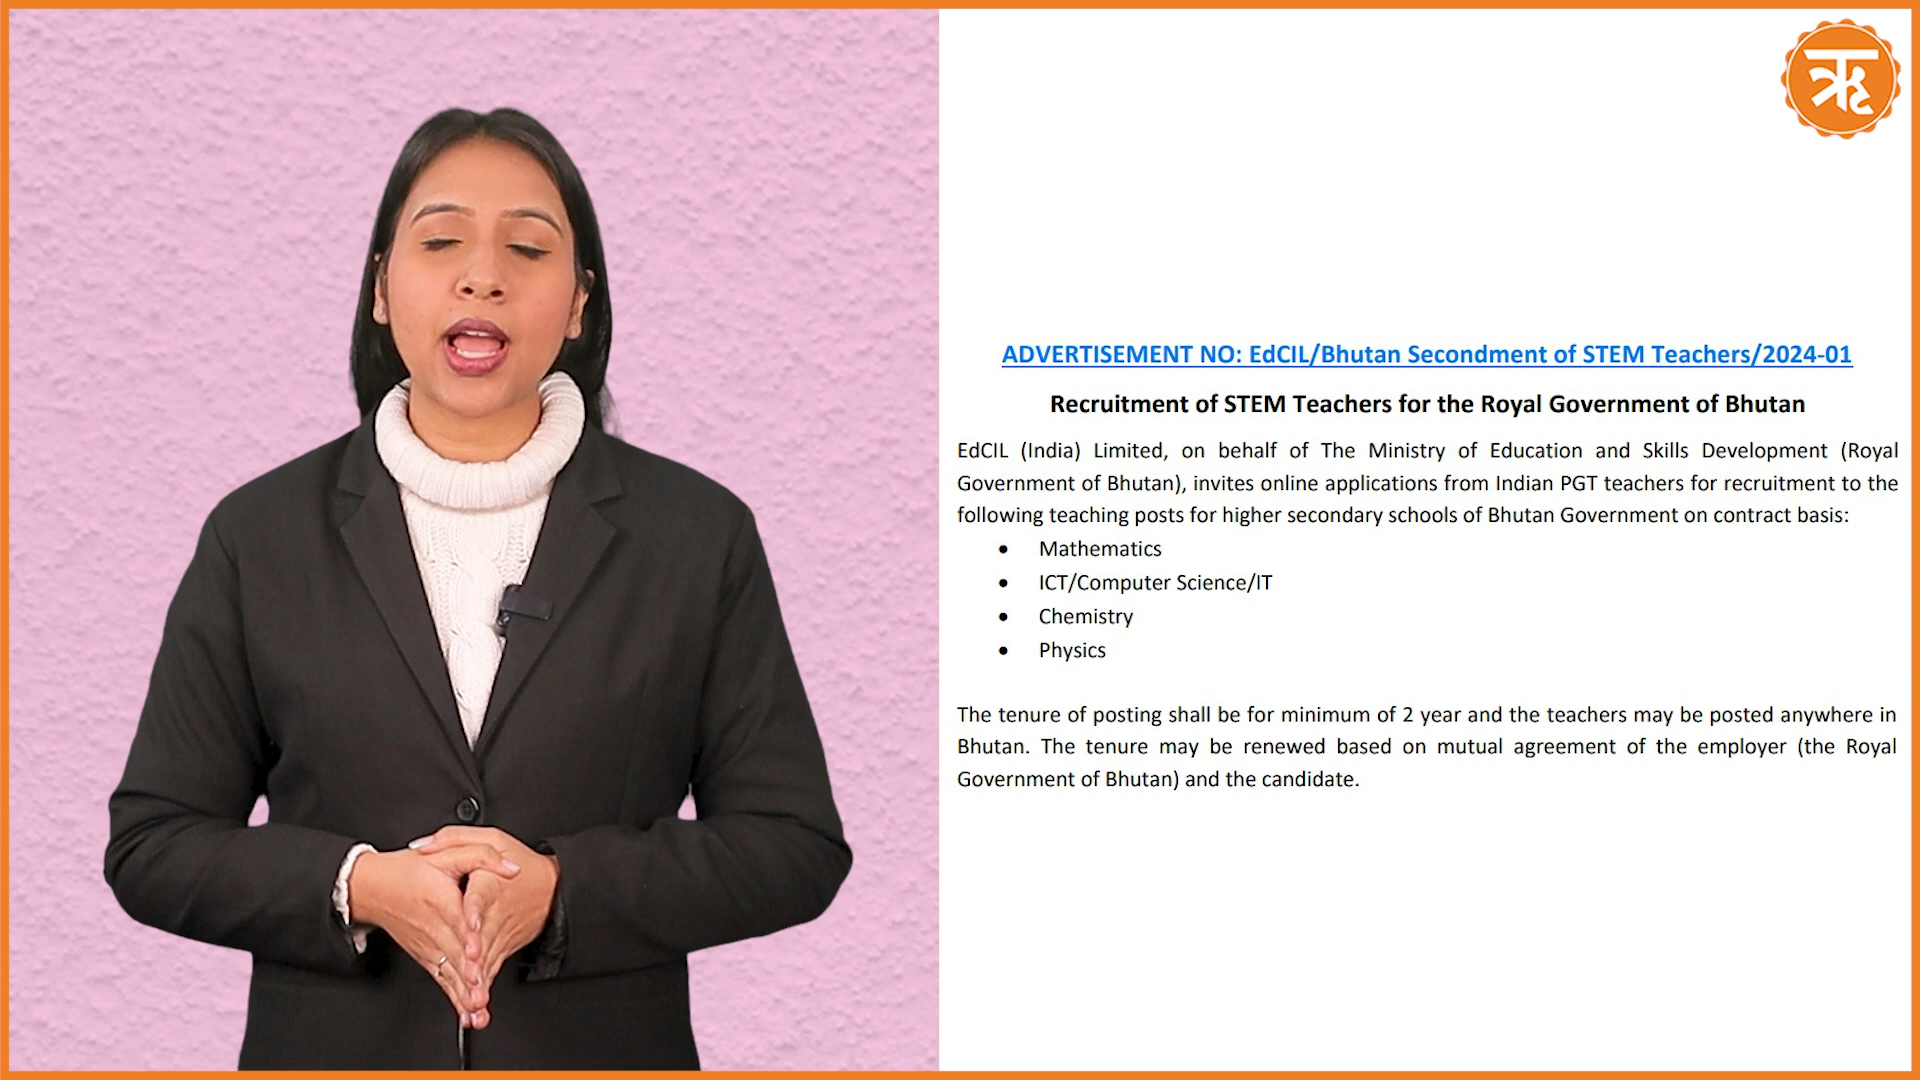 ऋ
ADVERTISEMENT NO: EdCIL/Bhutan Secondment of STEM Teachers/2024-01
Recruitment of STEM Teachers for the Royal Government of Bhutan
EdCIL (India) Limited, on behalf of The Ministry of Education and Skills Development (Royal
Government of Bhutan), invites online applications from Indian PGT teachers for recruitment to the
following teaching posts for higher secondary schools of Bhutan Government on contract basis:
• Mathematics
• ICT/Computer Science/IT
• Chemistry
• Physics
The tenure of posting shall be for minimum of 2 year and the teachers may be posted anywhere in
Bhutan. The tenure may be renewed based on mutual agreement of the employer (the Royal
Government of Bhutan) and the candidate.